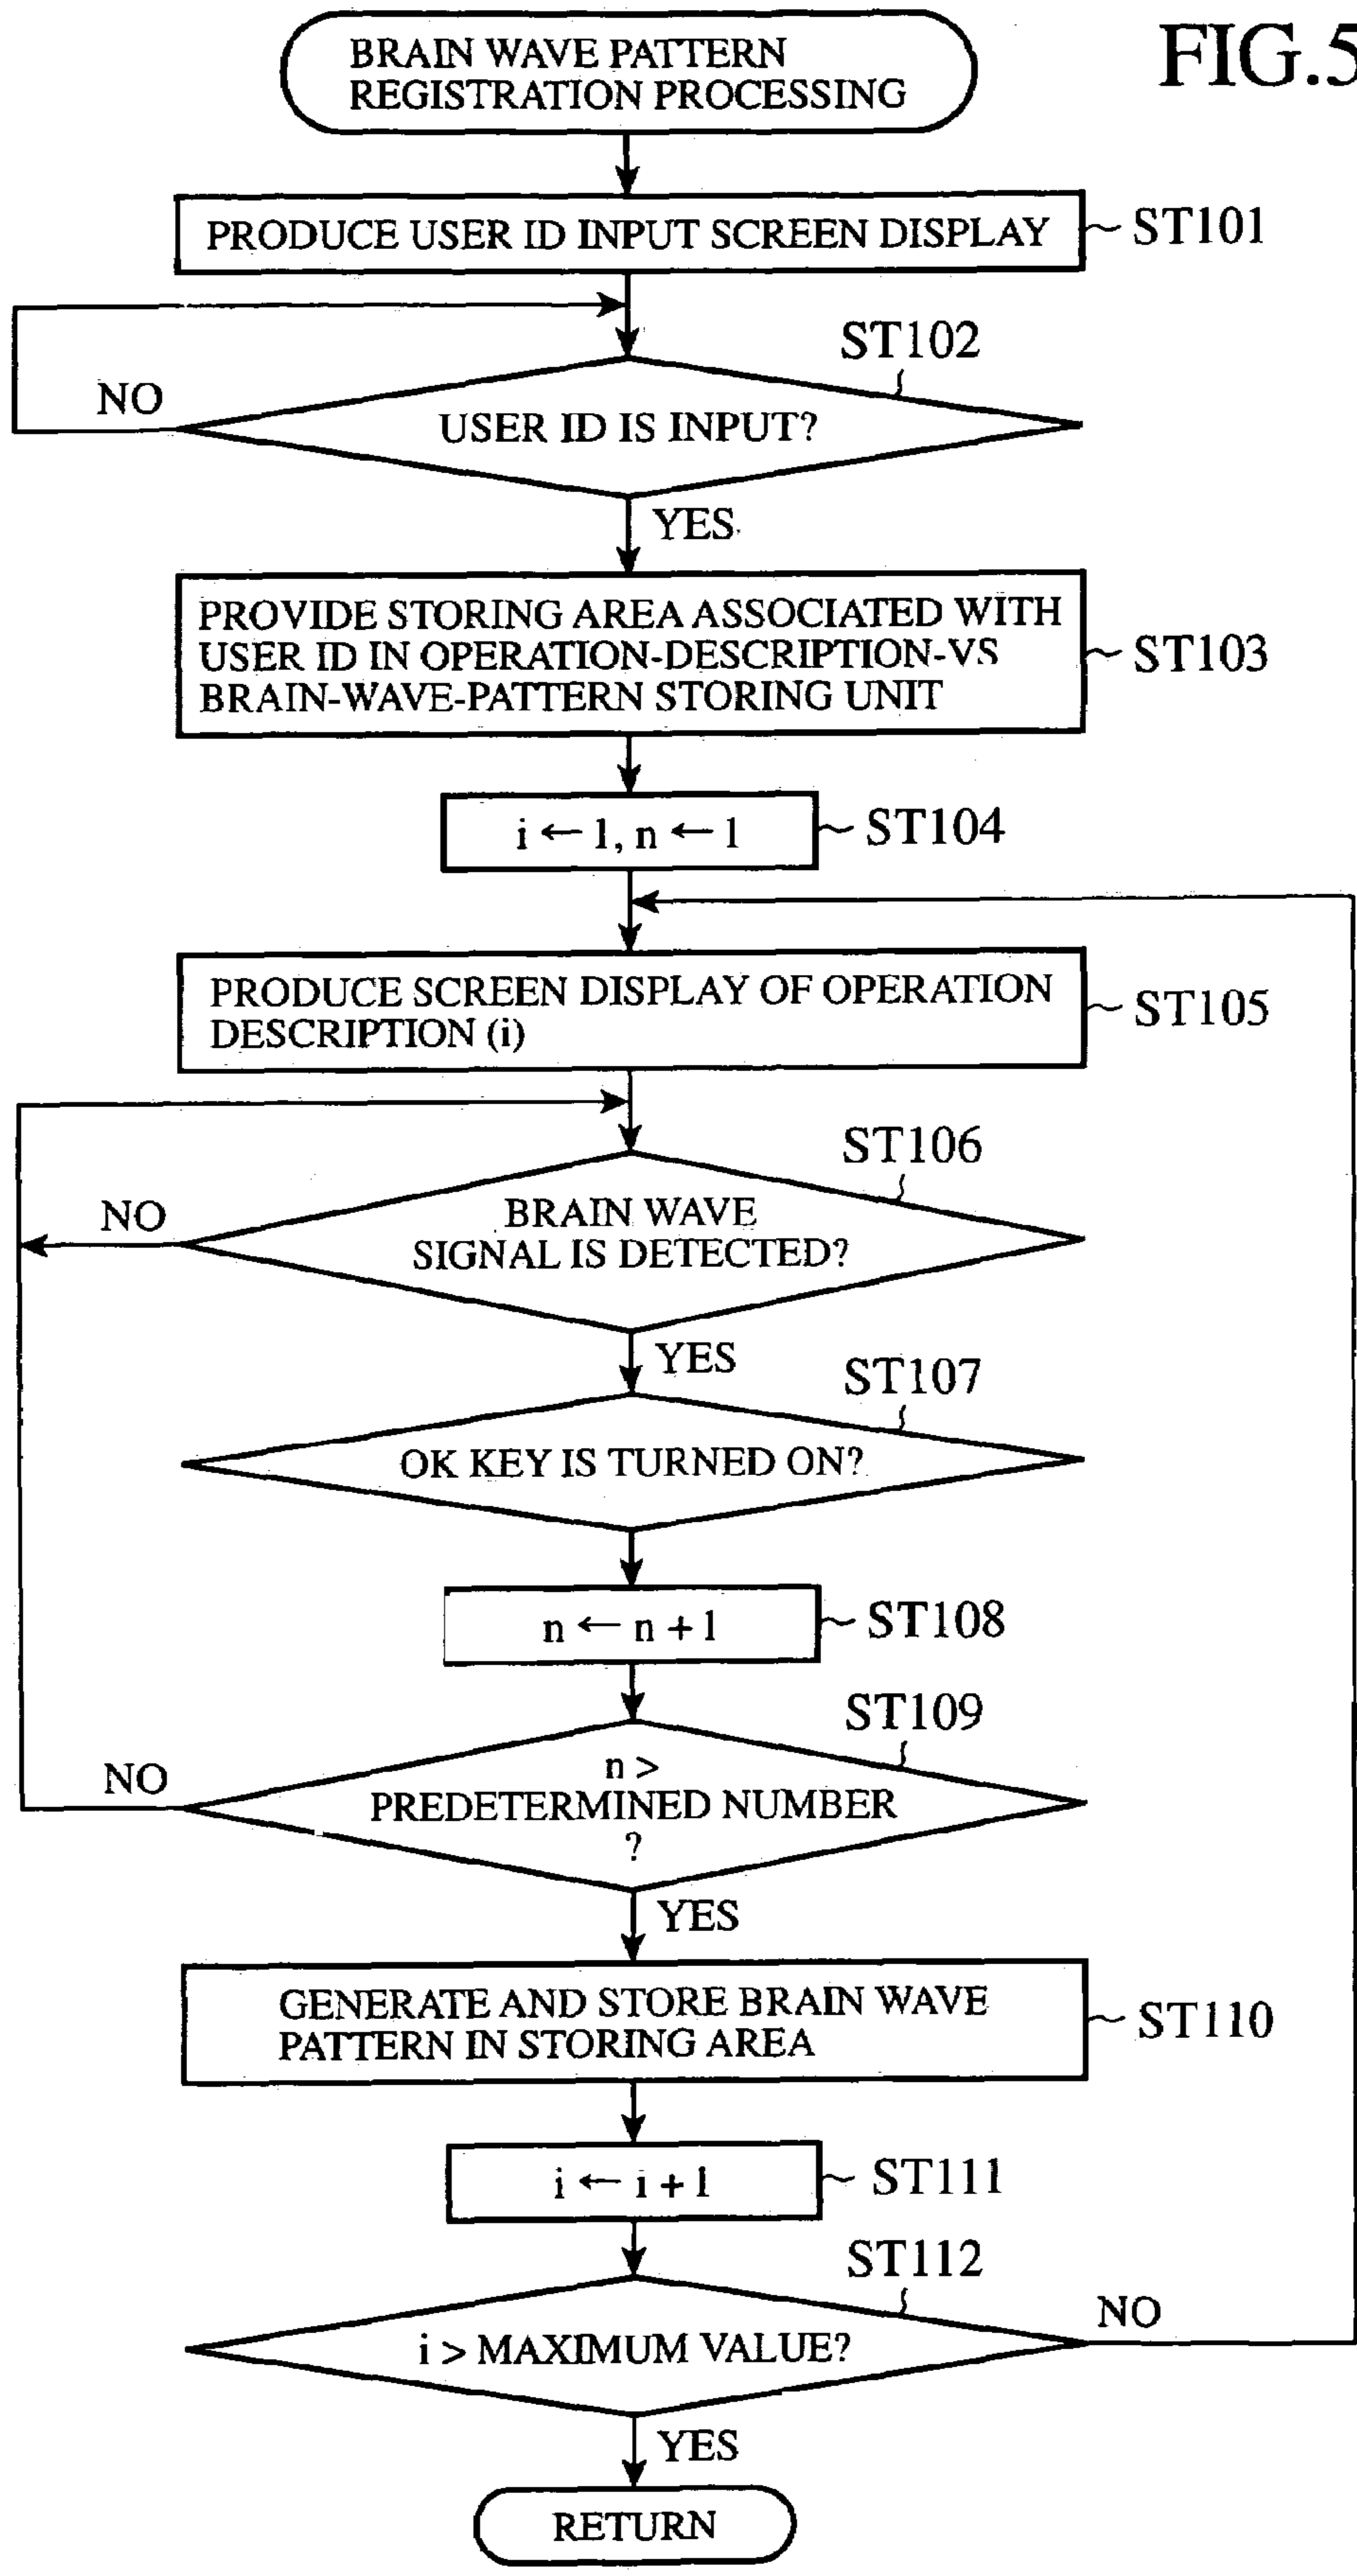 FIG.5
BRAIN WAVE PATTERN
REGISTRATION PROCESSING
PRODUCE USER ID INPUT SCREEN DISPLAY
ST101
ST102
NO
USER ID IS INPUT?
YES
PROVIDE STORING AREA ASSOCIATED WITH
USER ID IN OPERATION-DESCRIPTION-VS
BRAIN-WAVE-PATTERN STORING UNIT
ST103
i ← 1, n ← 1
ST104
PRODUCE SCREEN DISPLAY OF OPERATION
DESCRIPTION (i)
ST105
ST106
NO
BRAIN WAVE
SIGNAL IS DETECTED?
YES
ST107
OK KEY IS TURNED ON?
n ← n + 1
ST108
ST109
NO
n >
PREDETERMINED NUMBER
?
YES
GENERATE AND STORE BRAIN WAVE
PATTERN IN STORING AREA
ST110
i ← i + 1
ST111
ST112
NO
i > MAXIMUM VALUE?
YES
RETURN